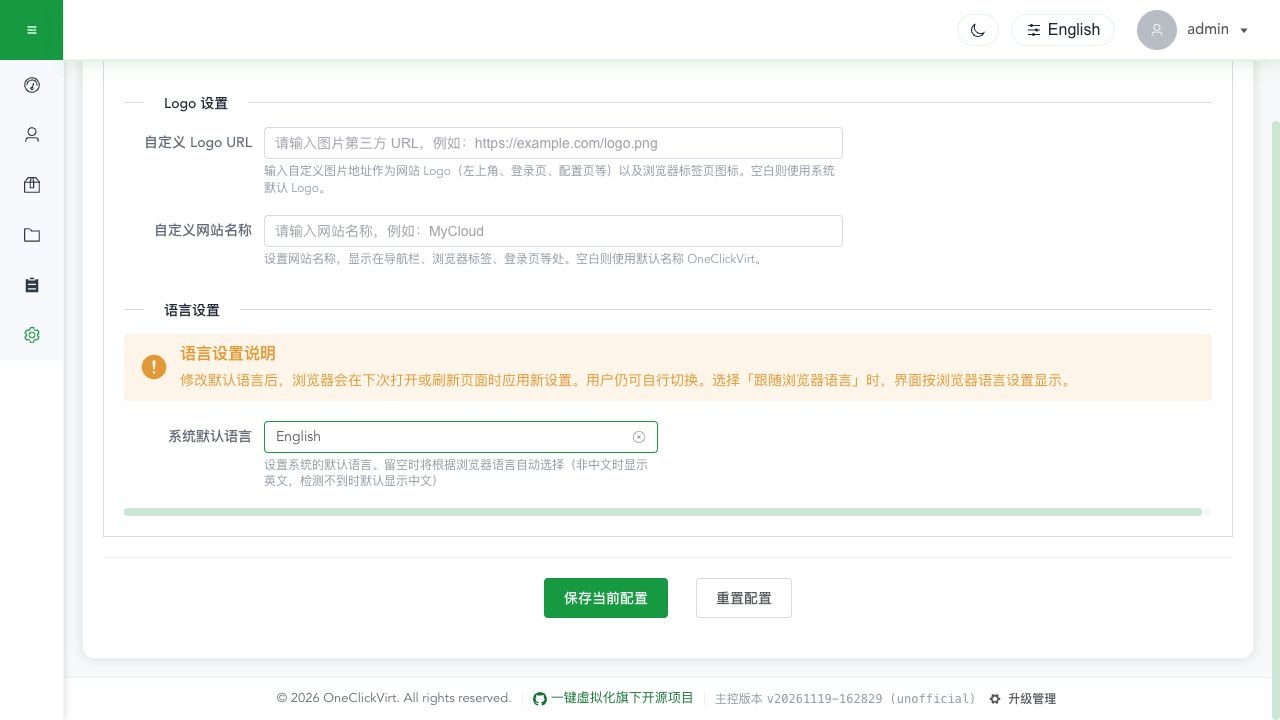 English
admin
Logo 设置
自定义 Logo URL
请输入图片第三方 URL，例如：https://example.com/logo.png
输入自定义图片地址作为网站 Logo（左上角、登录页、配置页等）以及浏览器标签页图标。空白则使用系统
默认 Logo。
自定义网站名称
请输入网站名称，例如：MyCloud
设置网站名称，显示在导航栏、浏览器标签、登录页等处。空白则使用默认名称 OneClickVirt。
语言设置
语言设置说明
修改默认语言后，浏览器会在下次打开或刷新页面时应用新设置。用户仍可自行切换。选择「跟随浏览器语言」时，界面按浏览器语言设置显示。
系统默认语言
English
设置系统的默认语言。留空时将根据浏览器语言自动选择（非中文时显示
英文，检测不到时默认显示中文）
保存当前配置
重置配置
© 2026 OneClickVirt. All rights reserved.
一键虚拟化旗下开源项目
主控版本 v20261119-162829 (unofficial)
升级管理